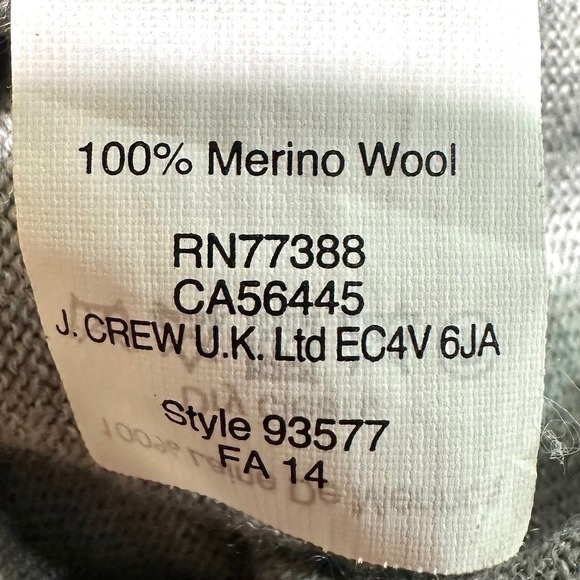 100% Merino Wool
RN77388
CA56445
J. CREW U.K. Ltd EC4V 6JA
Style 93577
FA 14